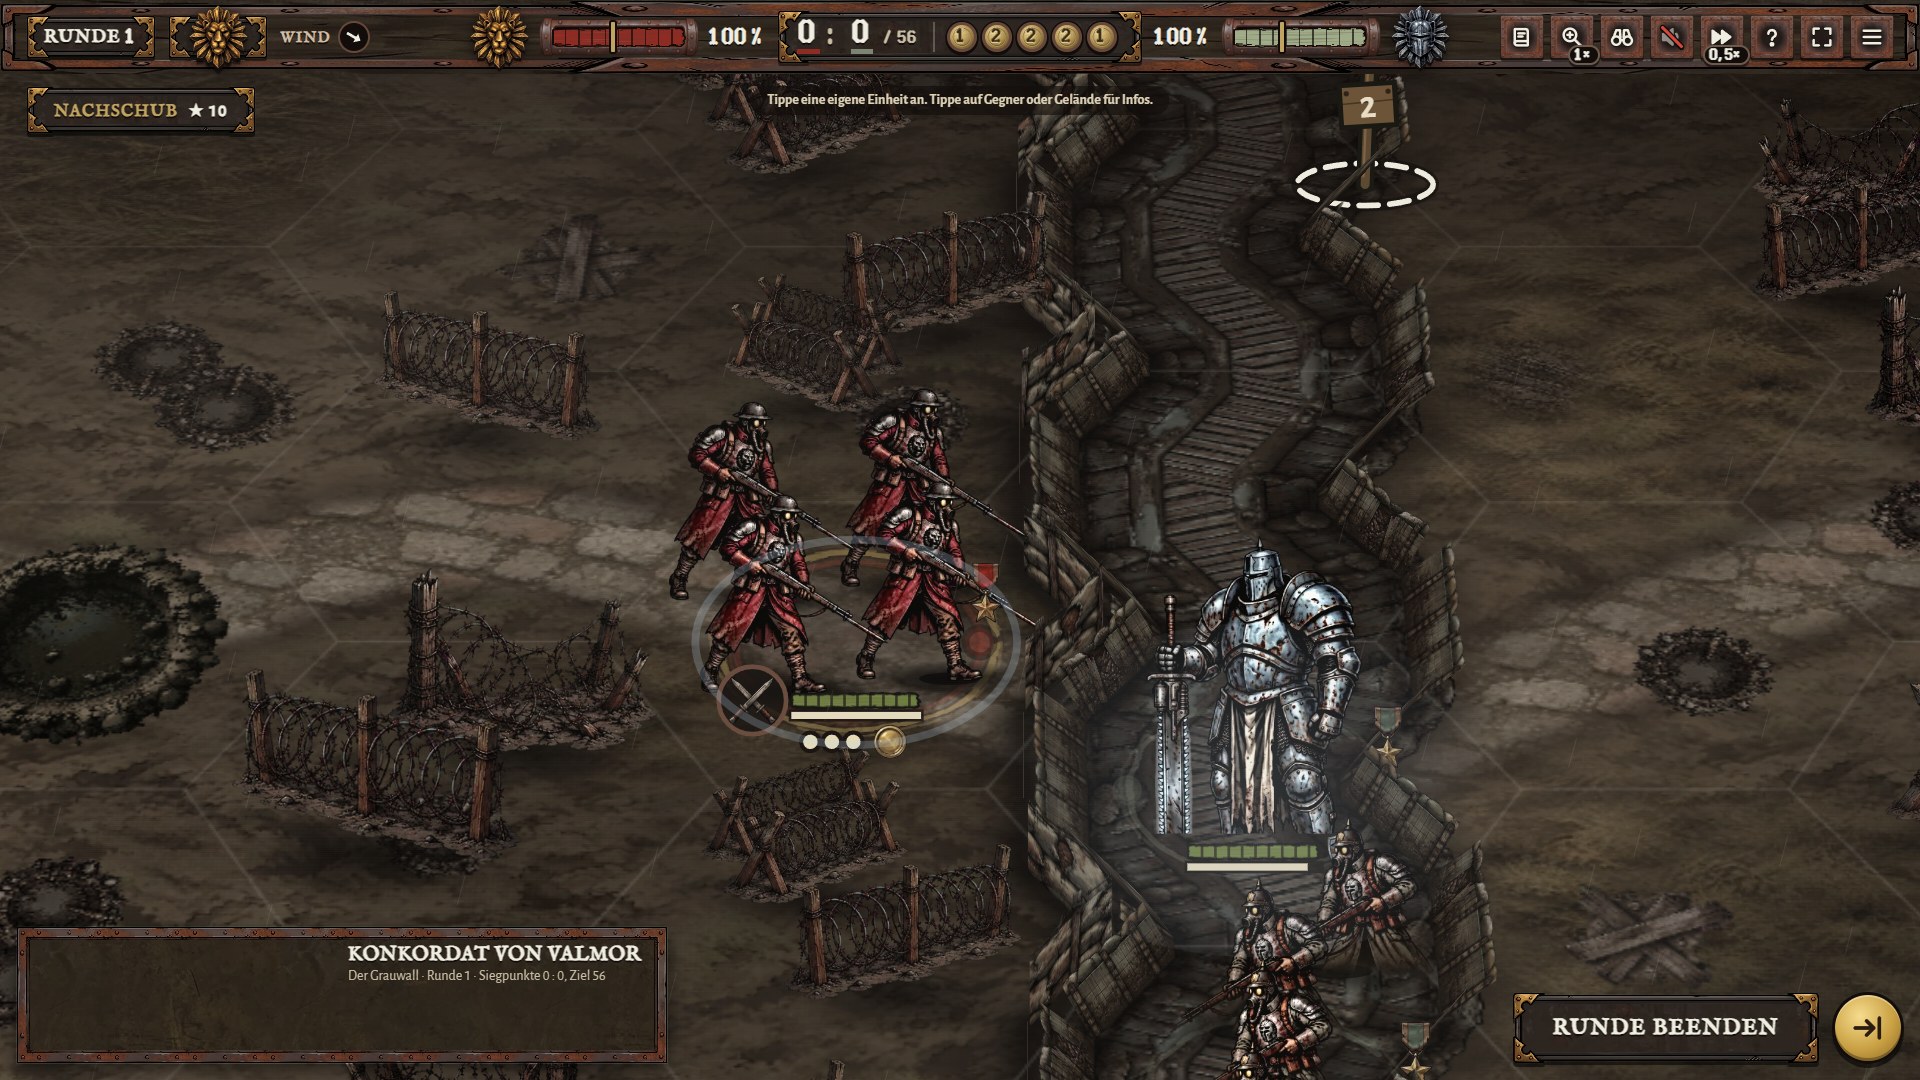 RUNDE 1
WIND
100%
0 : 0 / 56
1 2 2 2 1
100%
1×
0,5×
?
NACHSCHUB ★ 10
Tippe eine eigene Einheit an. Tippe auf Gegner oder Gelände für Infos.
2
KONKORDAT VON VALMOR
Der Grauwall · Runde 1 · Siegpunkte 0 : 0, Ziel 56
RUNDE BEENDEN